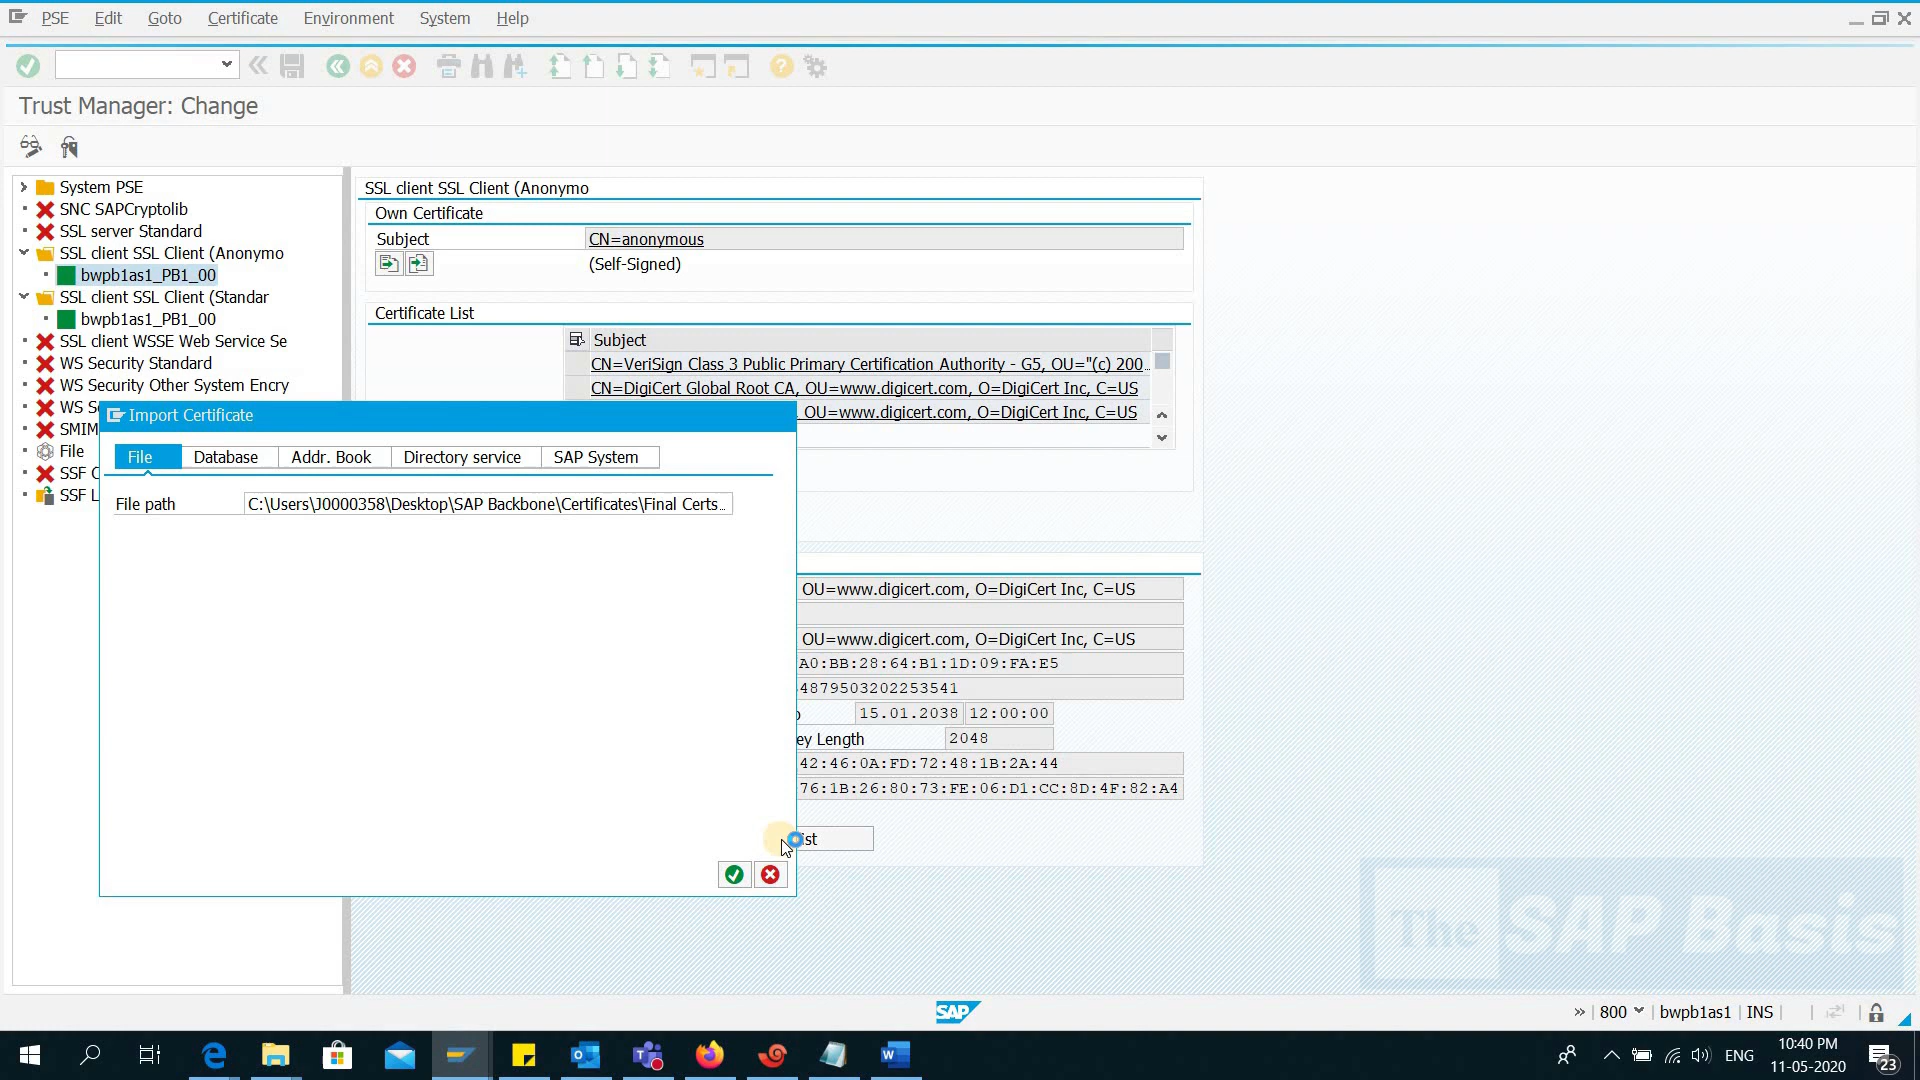 PSE Edit Goto Certificate Environment System Help
Trust Manager: Change
System PSE
SNC SAPCryptolib
SSL server Standard
SSL client SSL Client (Anonymo
bwpb1as1_PB1_00
SSL client SSL Client (Standar
bwpb1as1_PB1_00
SSL client WSSE Web Service Se
WS Security Standard
WS Security Other System Encry
WS S
SMIM
File
SSF C
SSF L
SSL client SSL Client (Anonymo
Own Certificate
Subject CN=anonymous
(Self-Signed)
Certificate List
Subject
CN=VeriSign Class 3 Public Primary Certification Authority - G5, OU="(c) 200...
CN=DigiCert Global Root CA, OU=www.digicert.com, O=DigiCert Inc, C=US
OU=www.digicert.com, O=DigiCert Inc, C=US
Import Certificate
File Database Addr. Book Directory service SAP System
File path C:\Users\J0000358\Desktop\SAP Backbone\Certificates\Final Certs...
OU=www.digicert.com, O=DigiCert Inc, C=US
OU=www.digicert.com, O=DigiCert Inc, C=US
A0:BB:28:64:B1:1D:09:FA:E5
4879503202253541
15.01.2038 12:00:00
ey Length 2048
42:46:0A:FD:72:48:1B:2A:44
76:1B:26:80:73:FE:06:D1:CC:8D:4F:82:A4
ist
The SAP Basis
SAP
800 bwpb1as1 INS
ENG
10:40 PM
11-05-2020
23